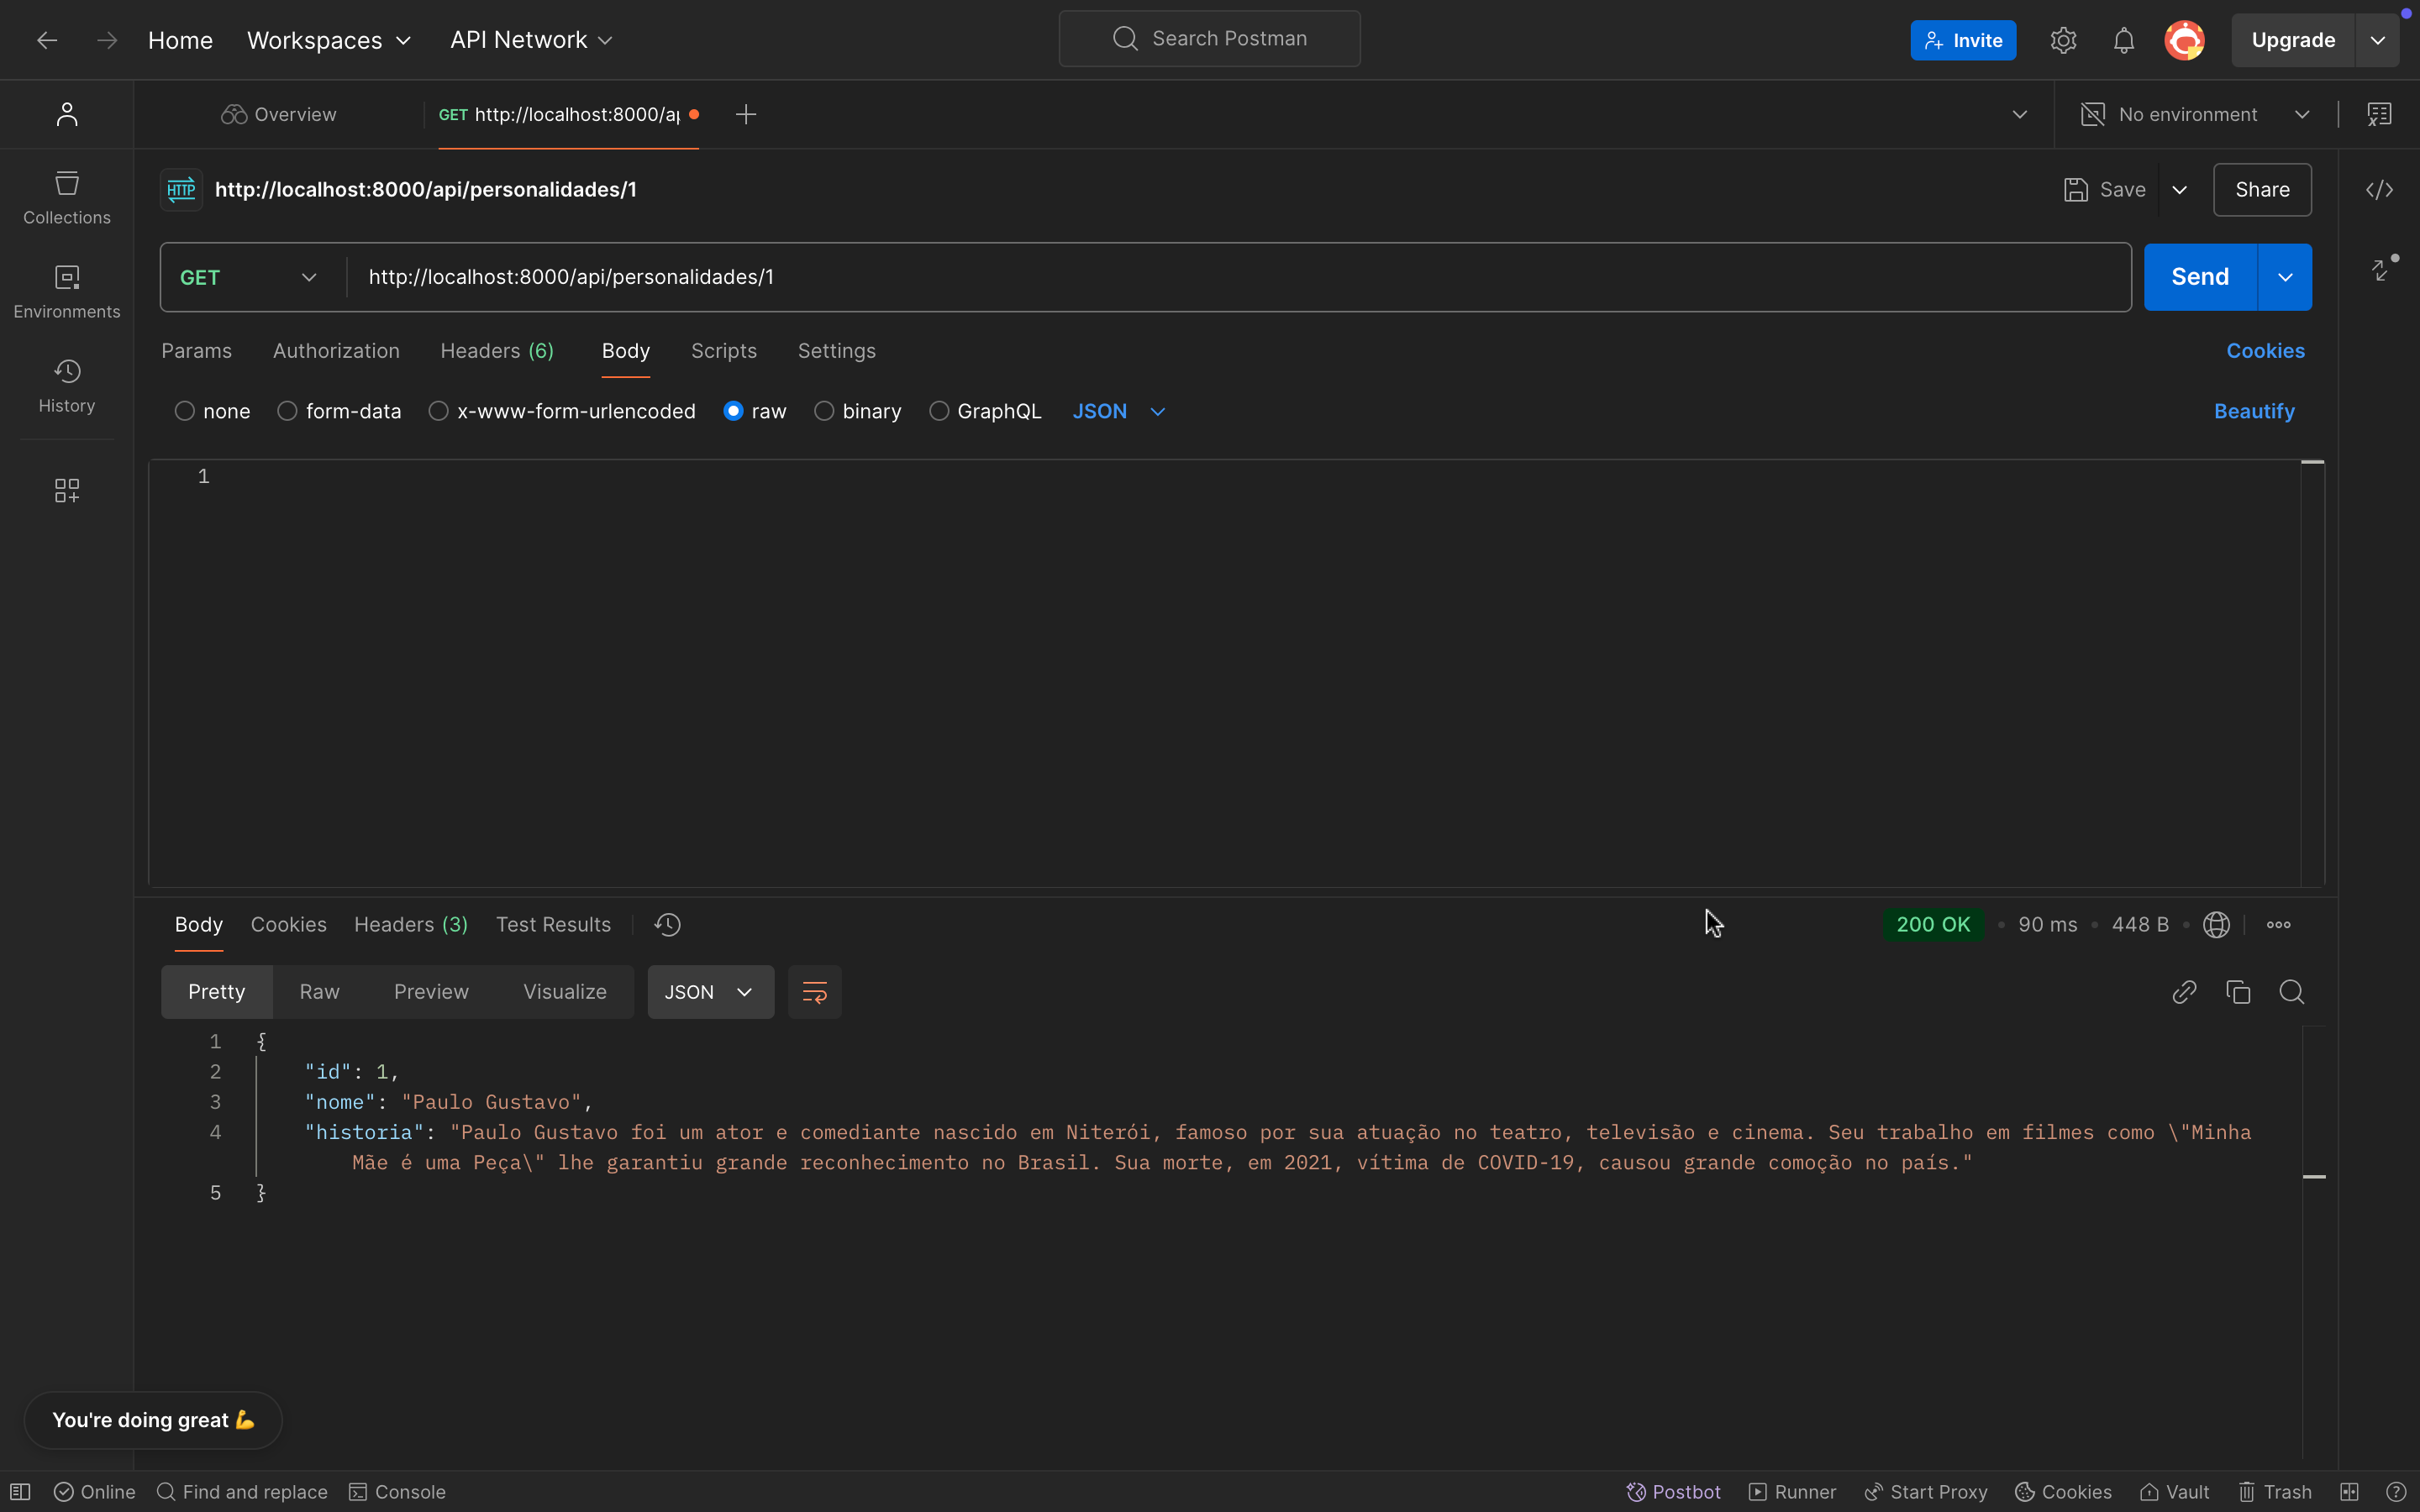 Home Workspaces API Network Search Postman Invite Upgrade
Overview GET http://localhost:8000/ap No environment
HTTP http://localhost:8000/api/personalidades/1 Save Share
Collections
GET http://localhost:8000/api/personalidades/1 Send
Environments
Params Authorization Headers (6) Body Scripts Settings Cookies
History
none form-data x-www-form-urlencoded raw binary GraphQL JSON Beautify
1
Body Cookies Headers (3) Test Results 200 OK 90 ms 448 B
Pretty Raw Preview Visualize JSON
1 {
2 "id": 1,
3 "nome": "Paulo Gustavo",
4 "historia": "Paulo Gustavo foi um ator e comediante nascido em Niterói, famoso por sua atuação no teatro, televisão e cinema. Seu trabalho em filmes como \"Minha
Mãe é uma Peça\" lhe garantiu grande reconhecimento no Brasil. Sua morte, em 2021, vítima de COVID-19, causou grande comoção no país."
5 }
You're doing great 💪
Online Find and replace Console Postbot Runner Start Proxy Cookies Vault Trash